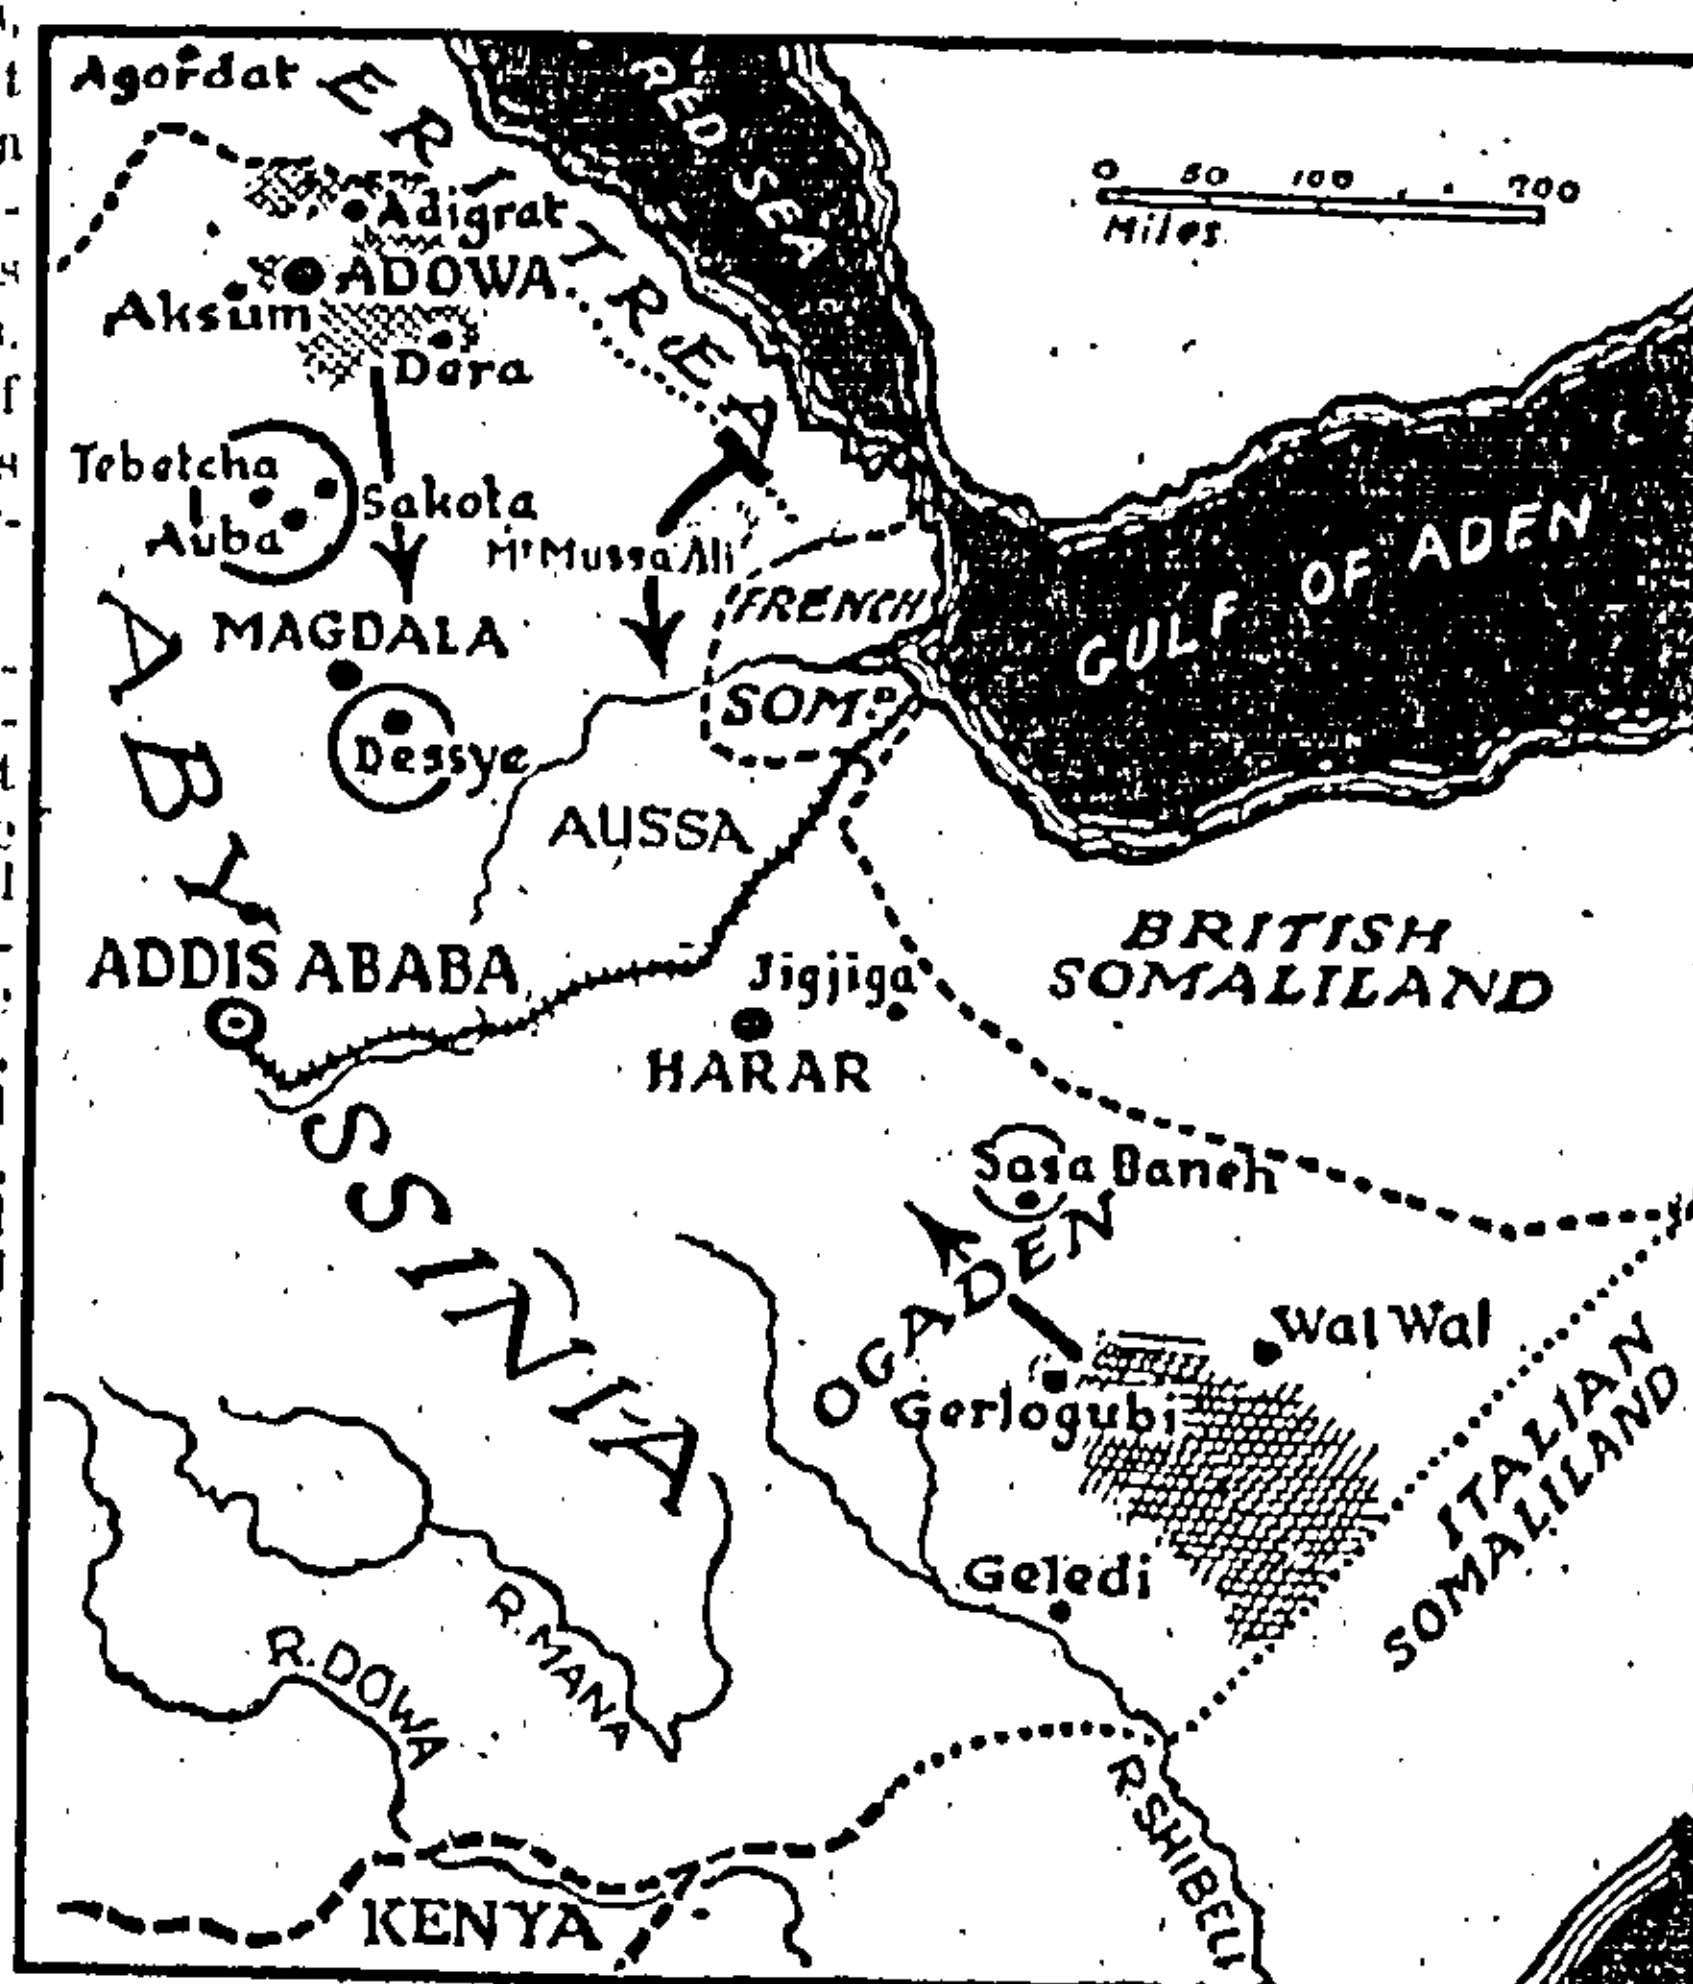 Agordat
ERITREA
RED SEA
0 50 100 200
Miles
Adigrat
ADOWA
Aksum
Dera
Tebetcha
Auba
Sakota
Mt Mussa Ali
FRENCH
SOMD
GULF OF ADEN
MAGDALA
Dessye
AUSSA
ABYSSINIA
ADDIS ABABA
Jigjiga
HARAR
BRITISH
SOMALILAND
Sasa Baneh
OGADEN
Wal Wal
Gerlogubi
ITALIAN
SOMALILAND
Geledi
R. MANA
R. DOWA
R. SHIBELI
KENYA